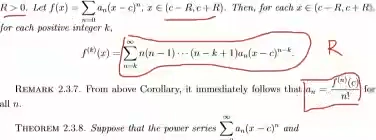 R > 0. Let f(x) = ∑_{n=0}^{∞} a_n(x − c)^n, x ∈ (c − R, c + R). Then, for each x ∈ (c − R, c + R),
for each positive integer k,
f^{(k)}(x) = ∑_{n=k}^{∞} n(n − 1)⋯(n − k + 1)a_n(x − c)^{n−k}. R
REMARK 2.3.7. From above Corollary, it immediately follows that a_n = f^{(n)}(c)/n! for
all n.
THEOREM 2.3.8. Suppose that the power series ∑_{n=0}^{∞} a_n(x − c)^n and